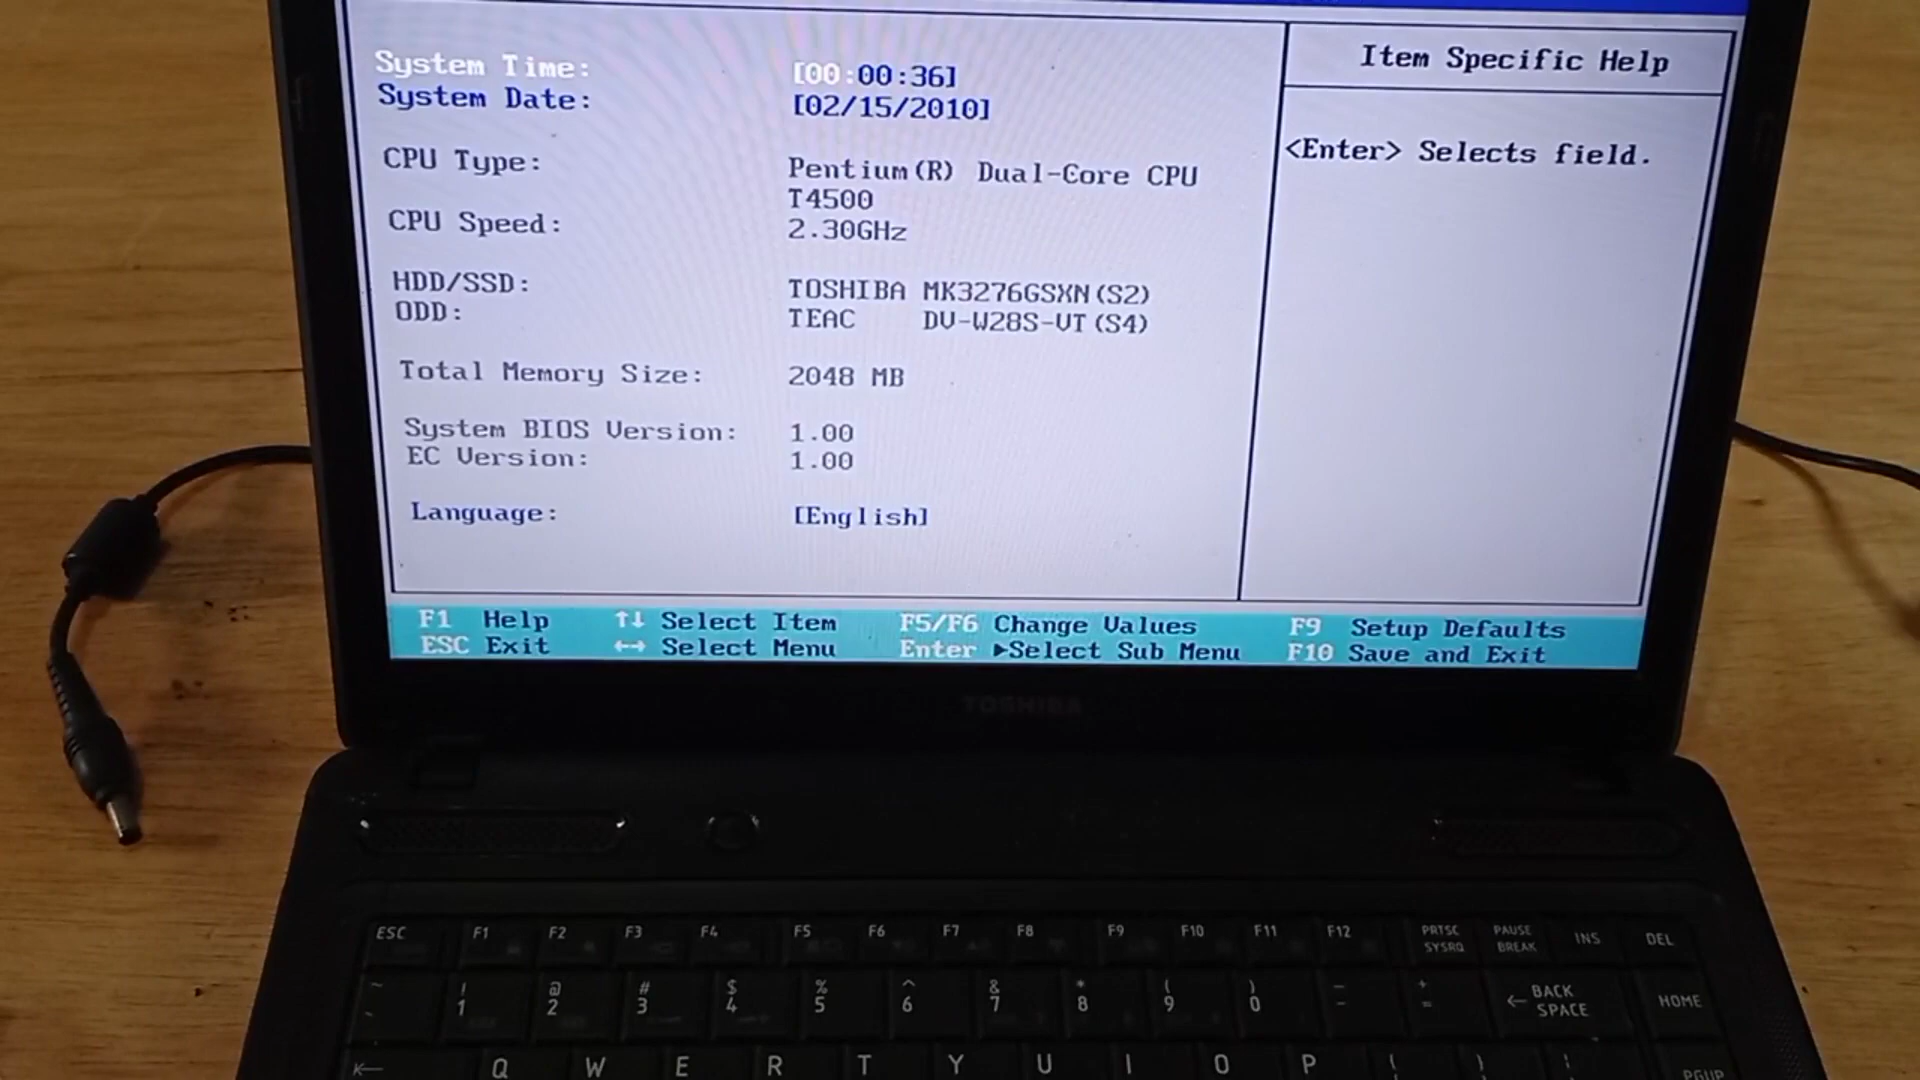 Item Specific Help
System Time: [00:00:36]
System Date: [02/15/2010]
<Enter> Selects field.
CPU Type: Pentium(R) Dual-Core CPU
T4500
CPU Speed: 2.30GHz
HDD/SSD: TOSHIBA MK3276GSXN(S2)
ODD: TEAC DV-W28S-VT(S4)
Total Memory Size: 2048 MB
System BIOS Version: 1.00
EC Version: 1.00
Language: [English]
F1 Help ↑↓ Select Item F5/F6 Change Values F9 Setup Defaults
ESC Exit ←→ Select Menu Enter ▶Select Sub Menu F10 Save and Exit
TOSHIBA
ESC F1 F2 F3 F4 F5 F6 F7 F8 F9 F10 F11 F12 PRTSC PAUSE INS DEL
SYSRQ BREAK
~ ! @ # $ % ^ & * ( ) _ +
1 2 3 4 5 6 7 8 9 0 - = ← BACK SPACE HOME
Q W E R T Y U I O P PGUP